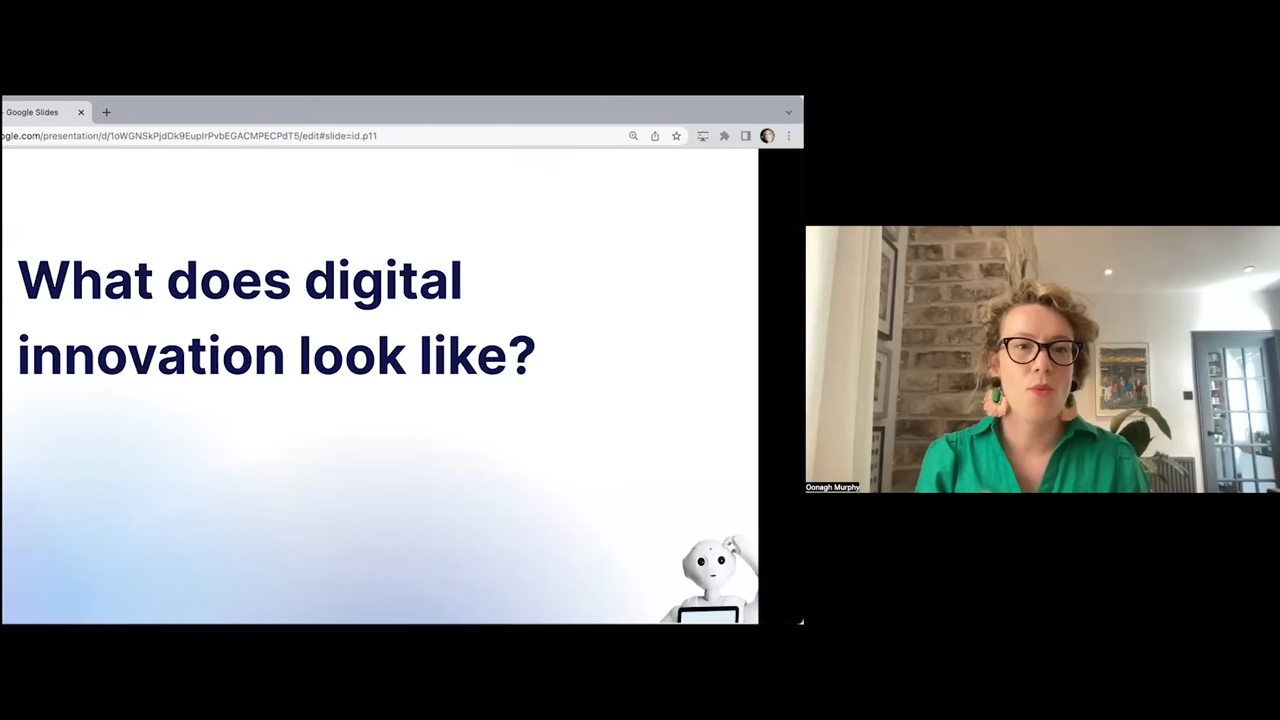 - Google Slides
ogle.com/presentation/d/1oWGNSkPjdDk9EuplrPvbEGACMPECPdT5/edit#slide=id.p11
What does digital
innovation look like?
Oonagh Murphy